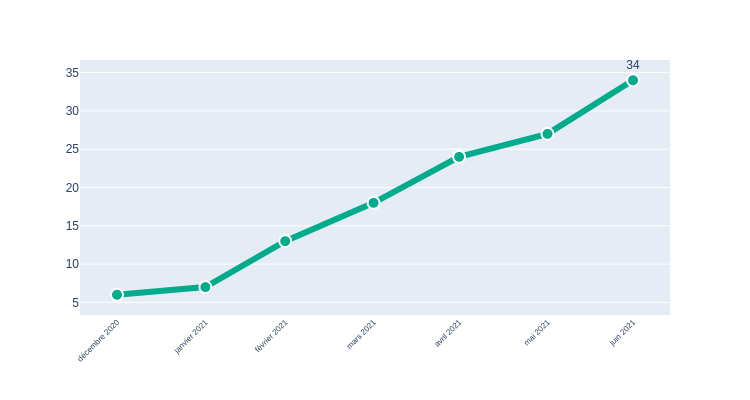 34
35
30
25
20
15
10
5
décembre 2020
janvier 2021
février 2021
mars 2021
avril 2021
mai 2021
juin 2021